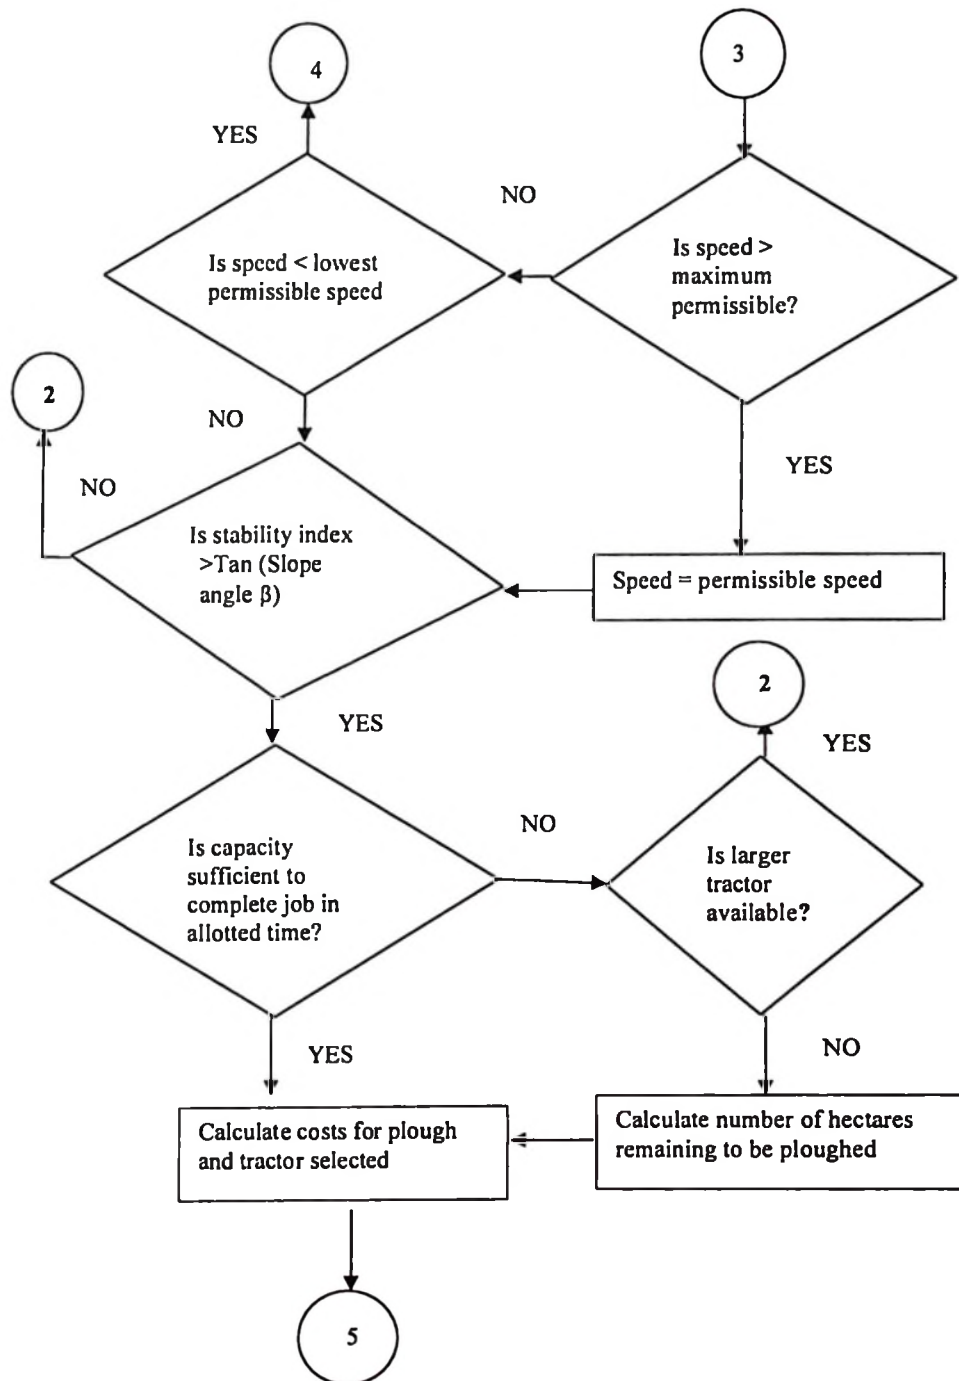 4
3
YES
NO
Is speed < lowest
permissible speed
Is speed >
maximum
permissible?
2
NO
NO
YES
Is stability index
>Tan (Slope
angle β)
Speed = permissible speed
2
YES
YES
NO
Is capacity
sufficient to
complete job in
allotted time?
Is larger
tractor
available?
YES
NO
Calculate costs for plough
and tractor selected
Calculate number of hectares
remaining to be ploughed
5